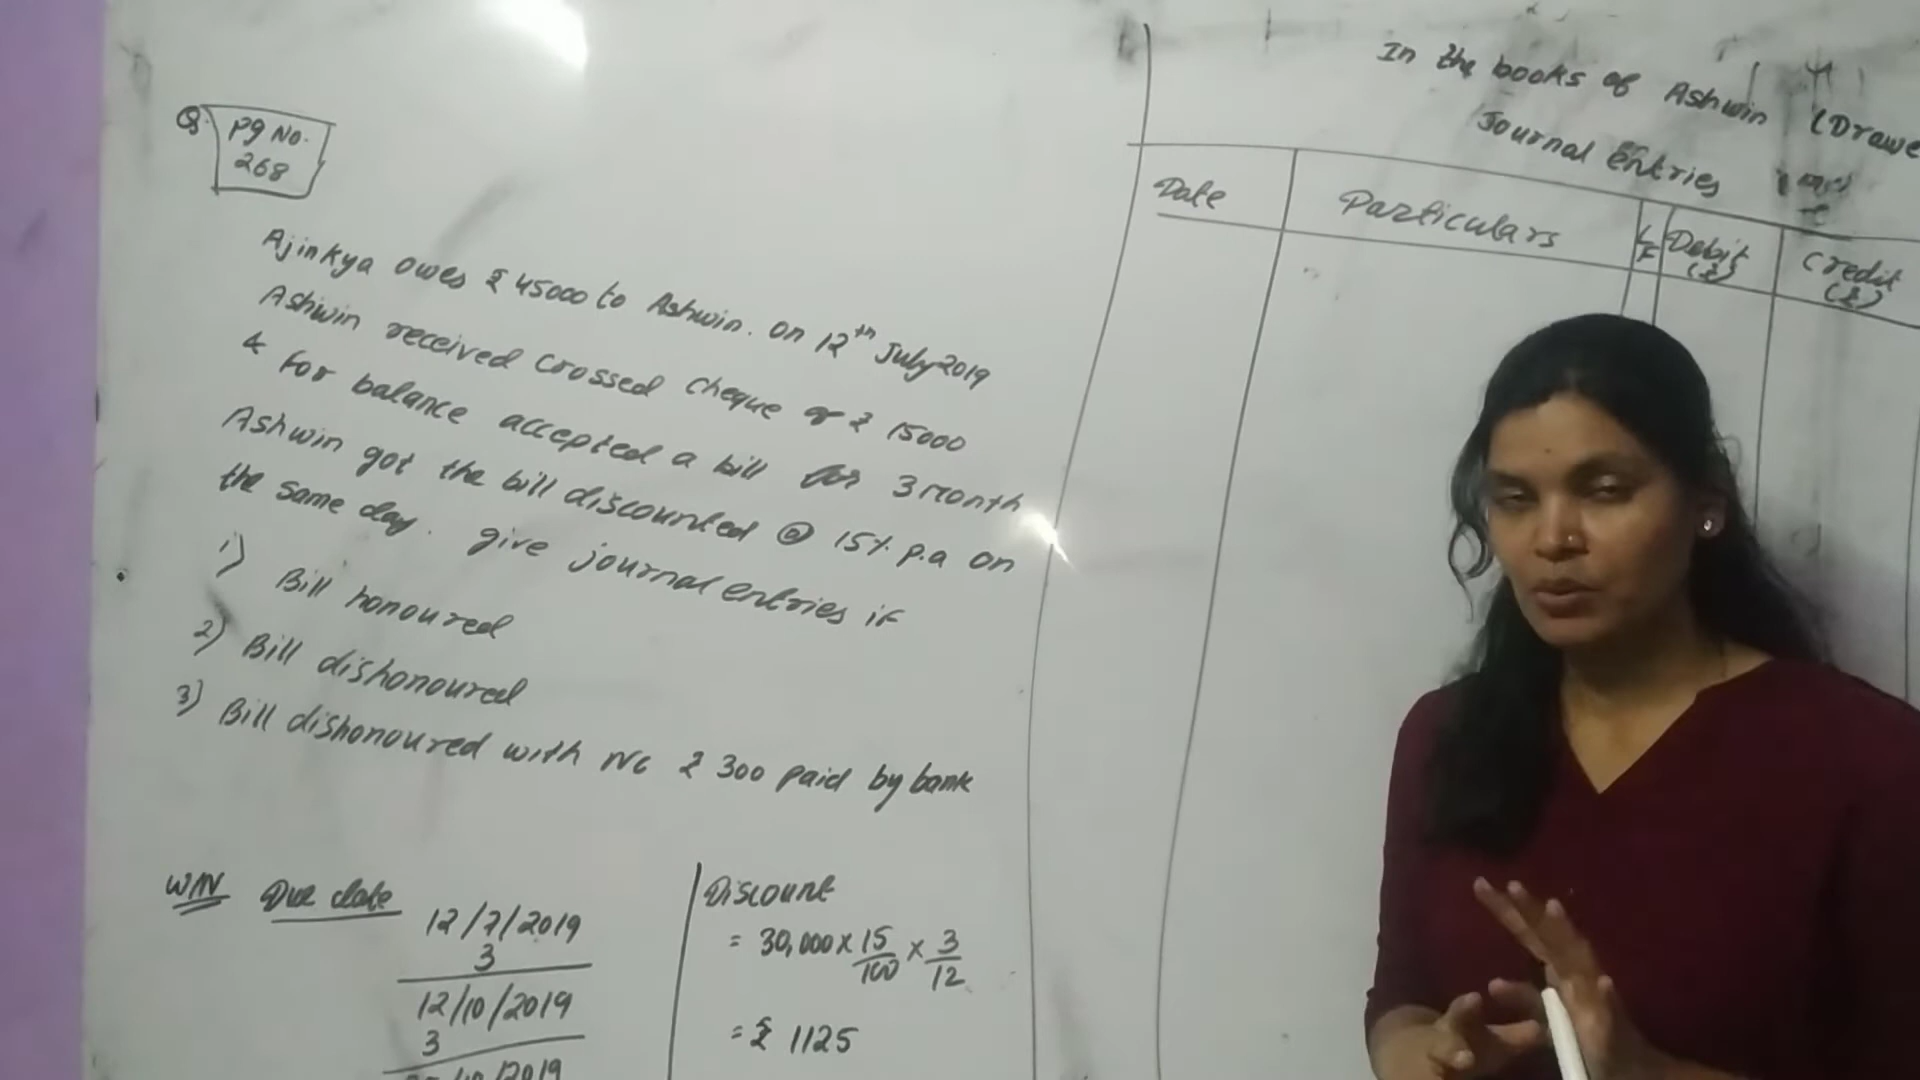 Q. Pg No.
268
Ajinkya owes ₹ 45000 to Ashwin. on 12th July 2019
Ashwin received crossed cheque of ₹ 15000
& for balance accepted a bill for 3 month
Ashwin got the bill discounted @ 15% p.a on
the same day. give journal entries if
1) Bill honoured
2) Bill dishonoured
3) Bill dishonoured with NC ₹ 300 paid by bank
WN Due date
12/7/2019
3
12/10/2019
3
Discount
= 30,000 × 15/100 × 3/12
= ₹ 1125
In the books of Ashwin (Drawe
Journal Entries
Date Particulars LF Debit (₹) Credit (₹)